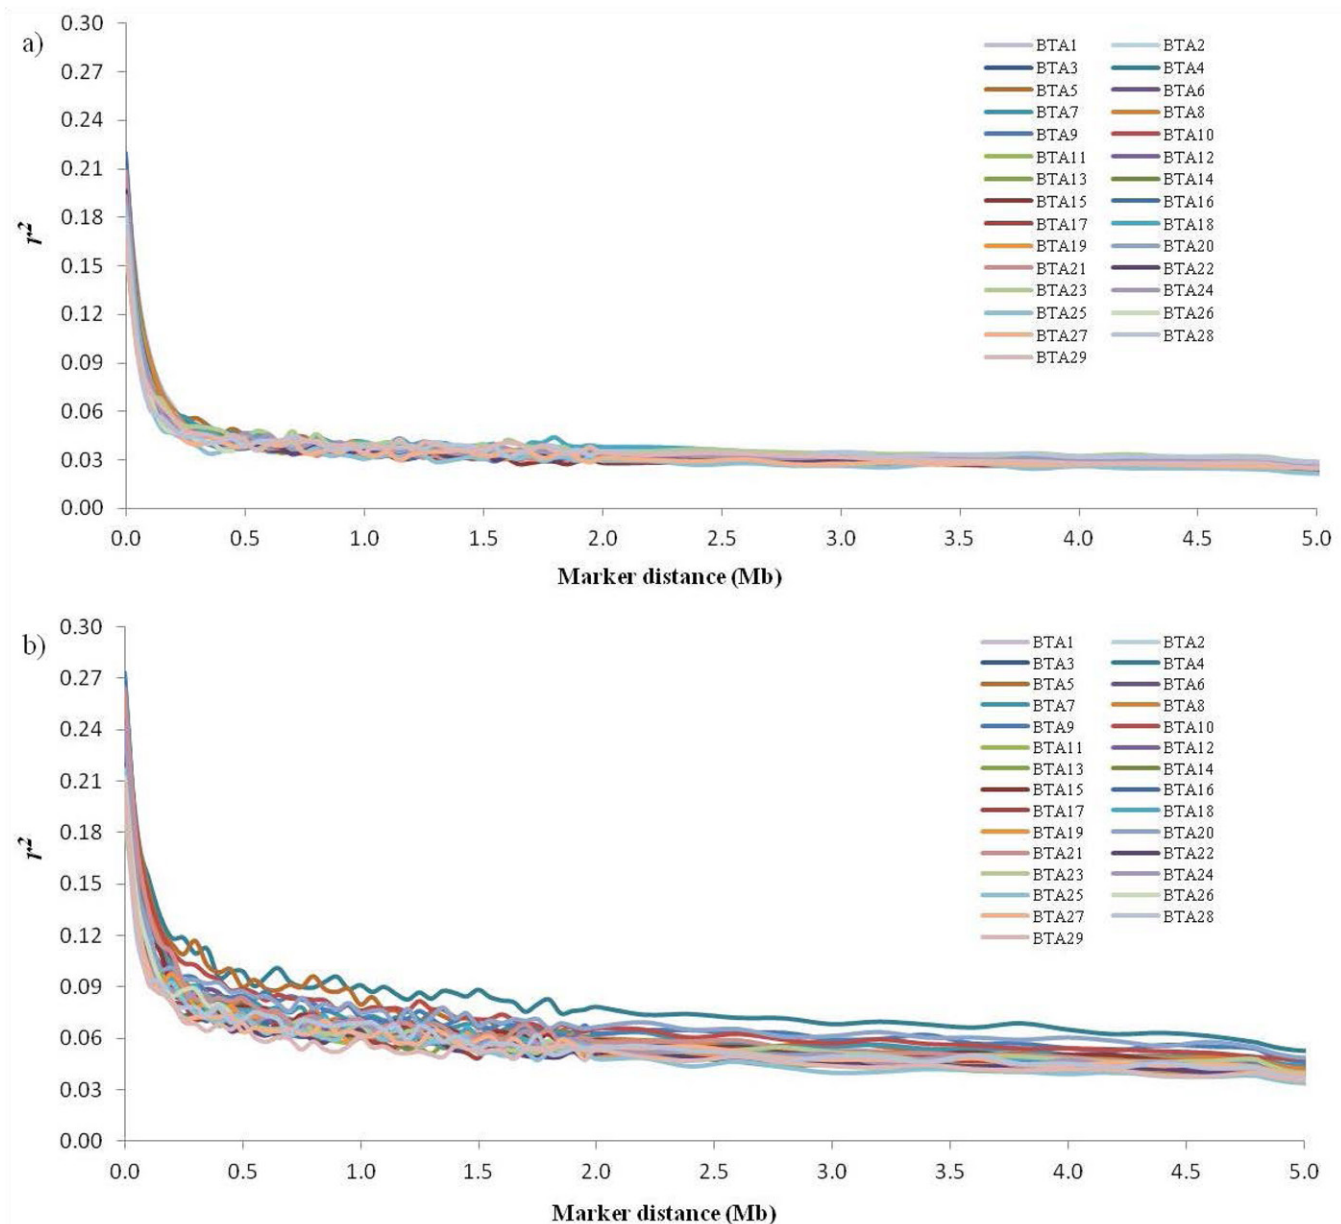 a)
0.30
0.27
0.24
0.21
0.18
0.15
0.12
0.09
0.06
0.03
0.00
r²
BTA1 BTA2
BTA3 BTA4
BTA5 BTA6
BTA7 BTA8
BTA9 BTA10
BTA11 BTA12
BTA13 BTA14
BTA15 BTA16
BTA17 BTA18
BTA19 BTA20
BTA21 BTA22
BTA23 BTA24
BTA25 BTA26
BTA27 BTA28
BTA29
0.0 0.5 1.0 1.5 2.0 2.5 3.0 3.5 4.0 4.5 5.0
Marker distance (Mb)
b)
0.30
0.27
0.24
0.21
0.18
0.15
0.12
0.09
0.06
0.03
0.00
r²
BTA1 BTA2
BTA3 BTA4
BTA5 BTA6
BTA7 BTA8
BTA9 BTA10
BTA11 BTA12
BTA13 BTA14
BTA15 BTA16
BTA17 BTA18
BTA19 BTA20
BTA21 BTA22
BTA23 BTA24
BTA25 BTA26
BTA27 BTA28
BTA29
0.0 0.5 1.0 1.5 2.0 2.5 3.0 3.5 4.0 4.5 5.0
Marker distance (Mb)